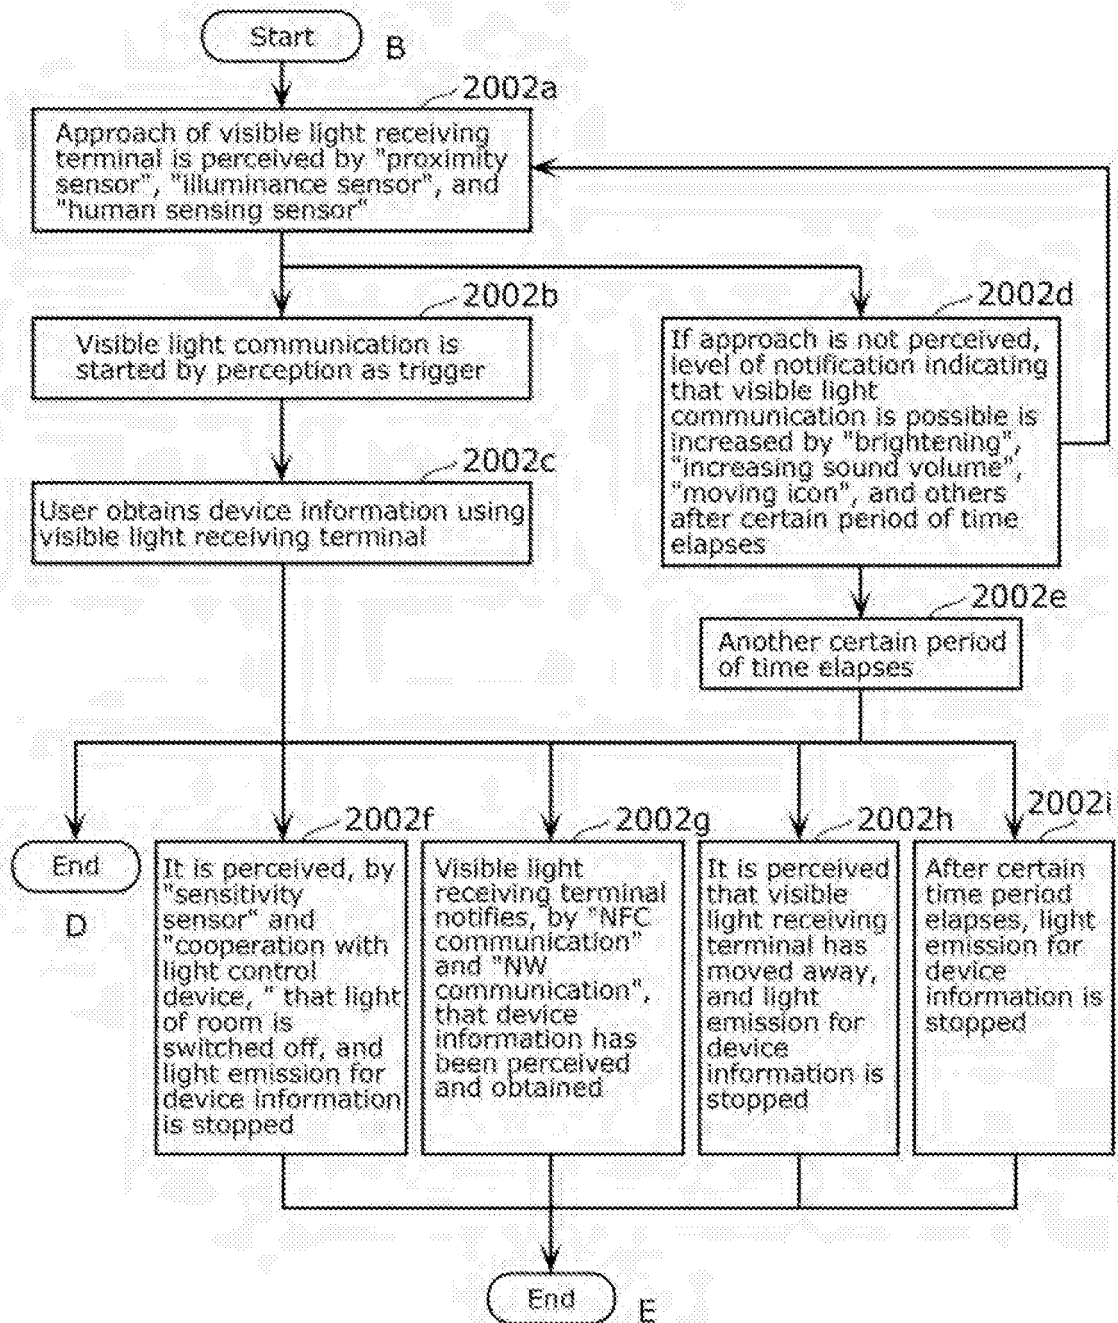 Start
B
2002a
Approach of visible light receiving
terminal is perceived by "proximity
sensor", "illuminance sensor", and
"human sensing sensor"
2002b
Visible light communication is
started by perception as trigger
2002c
User obtains device information using
visible light receiving terminal
2002d
If approach is not perceived,
level of notification indicating
that visible light
communication is possible is
increased by "brightening",
"increasing sound volume",
"moving icon", and others
after certain period of time
elapses
2002e
Another certain period
of time elapses
End
D
2002f
It is perceived, by
"sensitivity
sensor" and
"cooperation with
light control
device, " that light
of room is
switched off, and
light emission for
device information
is stopped
2002g
Visible light
receiving terminal
notifies, by "NFC
communication"
and "NW
communication",
that device
information has
been perceived
and obtained
2002h
It is perceived
that visible
light receiving
terminal has
moved away,
and light
emission for
device
information is
stopped
2002i
After certain
time period
elapses, light
emission for
device
information is
stopped
End
E